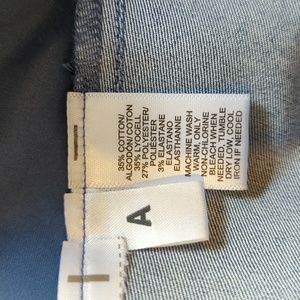 35% COTTON/
ALGODON/COTON
35% LYOCELL
27% POLYESTER/
POLIÉSTER
3% ELASTANE
ELASTANO
ELASTHANNE
MACHINE WASH
WARM. ONLY
NON-CHLORINE
BLEACH WHEN
NEEDED. TUMBLE
DRY LOW. COOL
IRON IF NEEDED.
A